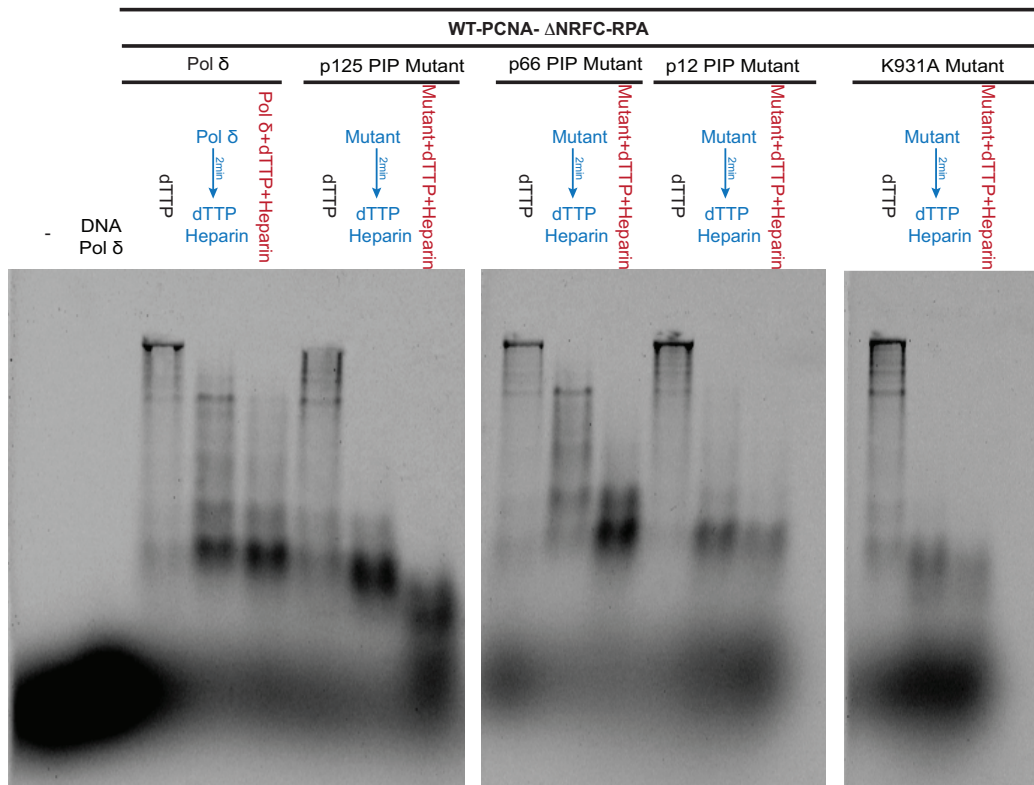 WT-PCNA- ΔNRFC-RPA
Pol δ
p125 PIP Mutant
p66 PIP Mutant
p12 PIP Mutant
K931A Mutant
-
DNA
Pol δ
dTTP
Pol δ
2min
dTTP
Heparin
Pol δ+dTTP+Heparin
dTTP
Mutant
2min
dTTP
Heparin
Mutant+dTTP+Heparin
dTTP
Mutant
2min
dTTP
Heparin
Mutant+dTTP+Heparin
dTTP
Mutant
2min
dTTP
Heparin
Mutant+dTTP+Heparin
dTTP
Mutant
2min
dTTP
Heparin
Mutant+dTTP+Heparin